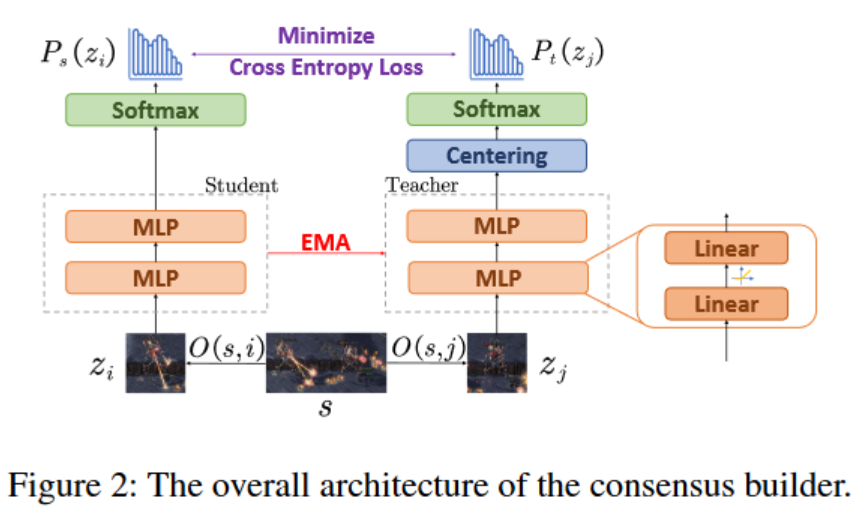 P_s(z_i)
Minimize
Cross Entropy Loss
P_t(z_j)
Softmax
Softmax
Centering
Student
Teacher
MLP
MLP
EMA
MLP
MLP
Linear
Linear
z_i
O(s,i)
O(s,j)
z_j
s
Figure 2: The overall architecture of the consensus builder.